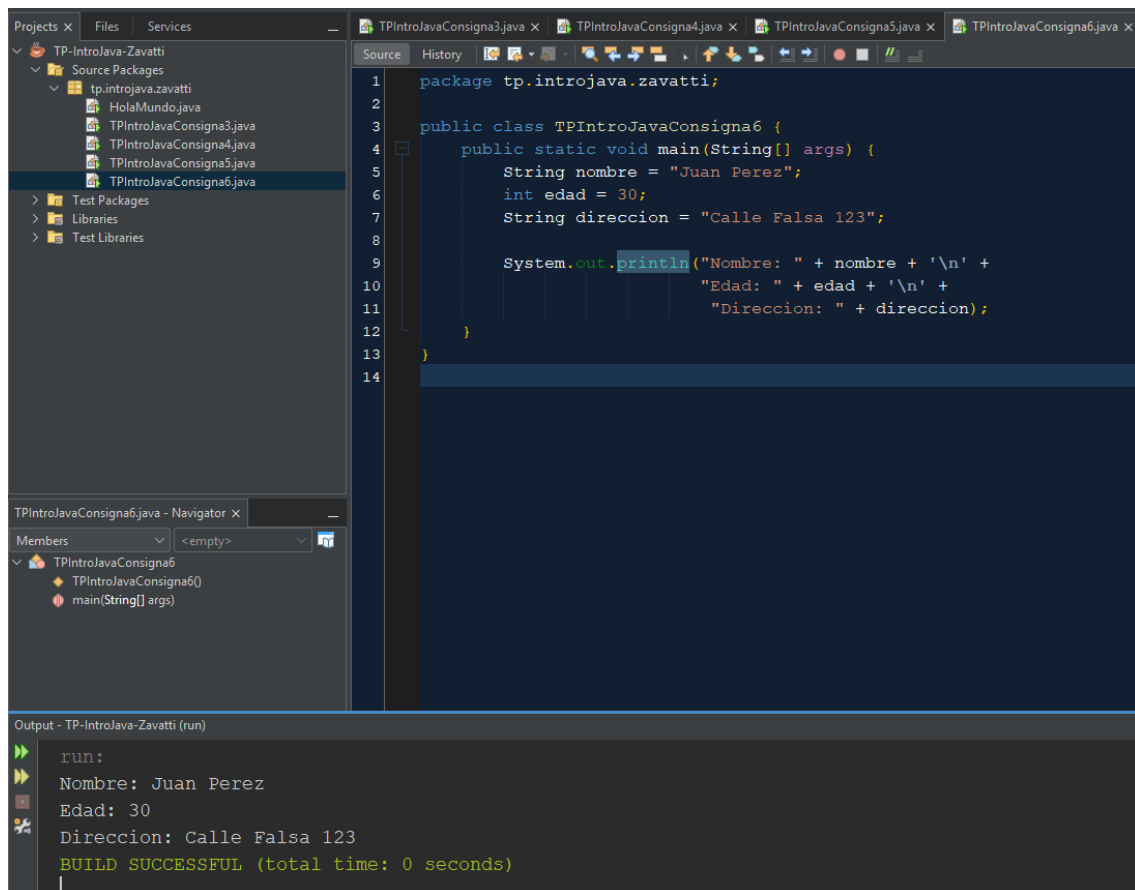 Projects Files Services
TP-IntroJava-Zavatti
Source Packages
tp.introjava.zavatti
HolaMundo.java
TPIntroJavaConsigna3.java
TPIntroJavaConsigna4.java
TPIntroJavaConsigna5.java
TPIntroJavaConsigna6.java
Test Packages
Libraries
Test Libraries
TPIntroJavaConsigna6.java - Navigator
Members <empty>
TPIntroJavaConsigna6
TPIntroJavaConsigna6()
main(String[] args)
TPIntroJavaConsigna3.java TPIntroJavaConsigna4.java TPIntroJavaConsigna5.java TPIntroJavaConsigna6.java
Source History
1 package tp.introjava.zavatti;
2
3 public class TPIntroJavaConsigna6 {
4 public static void main(String[] args) {
5 String nombre = "Juan Perez";
6 int edad = 30;
7 String direccion = "Calle Falsa 123";
8
9 System.out.println("Nombre: " + nombre + '\n' +
10 "Edad: " + edad + '\n' +
11 "Direccion: " + direccion);
12 }
13 }
14
Output - TP-IntroJava-Zavatti (run)
run:
Nombre: Juan Perez
Edad: 30
Direccion: Calle Falsa 123
BUILD SUCCESSFUL (total time: 0 seconds)